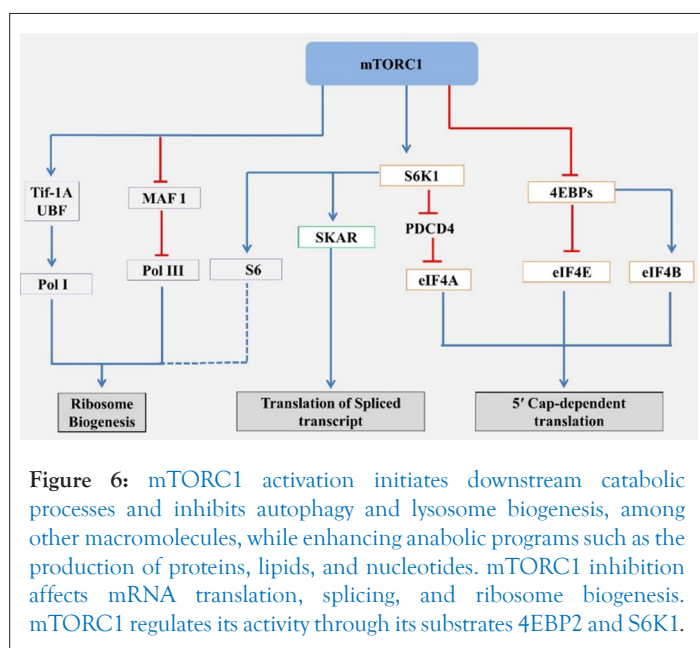 mTORC1
Tif-1A
UBF
MAF 1
S6K1
4EBPs
PDCD4
SKAR
Pol I
Pol III
S6
eIF4A
eIF4E
eIF4B
Ribosome
Biogenesis
Translation of Spliced
transcript
5′ Cap-dependent
translation
Figure 6: mTORC1 activation initiates downstream catabolic
processes and inhibits autophagy and lysosome biogenesis, among
other macromolecules, while enhancing anabolic programs such as the
production of proteins, lipids, and nucleotides. mTORC1 inhibition
affects mRNA translation, splicing, and ribosome biogenesis.
mTORC1 regulates its activity through its substrates 4EBP2 and S6K1.